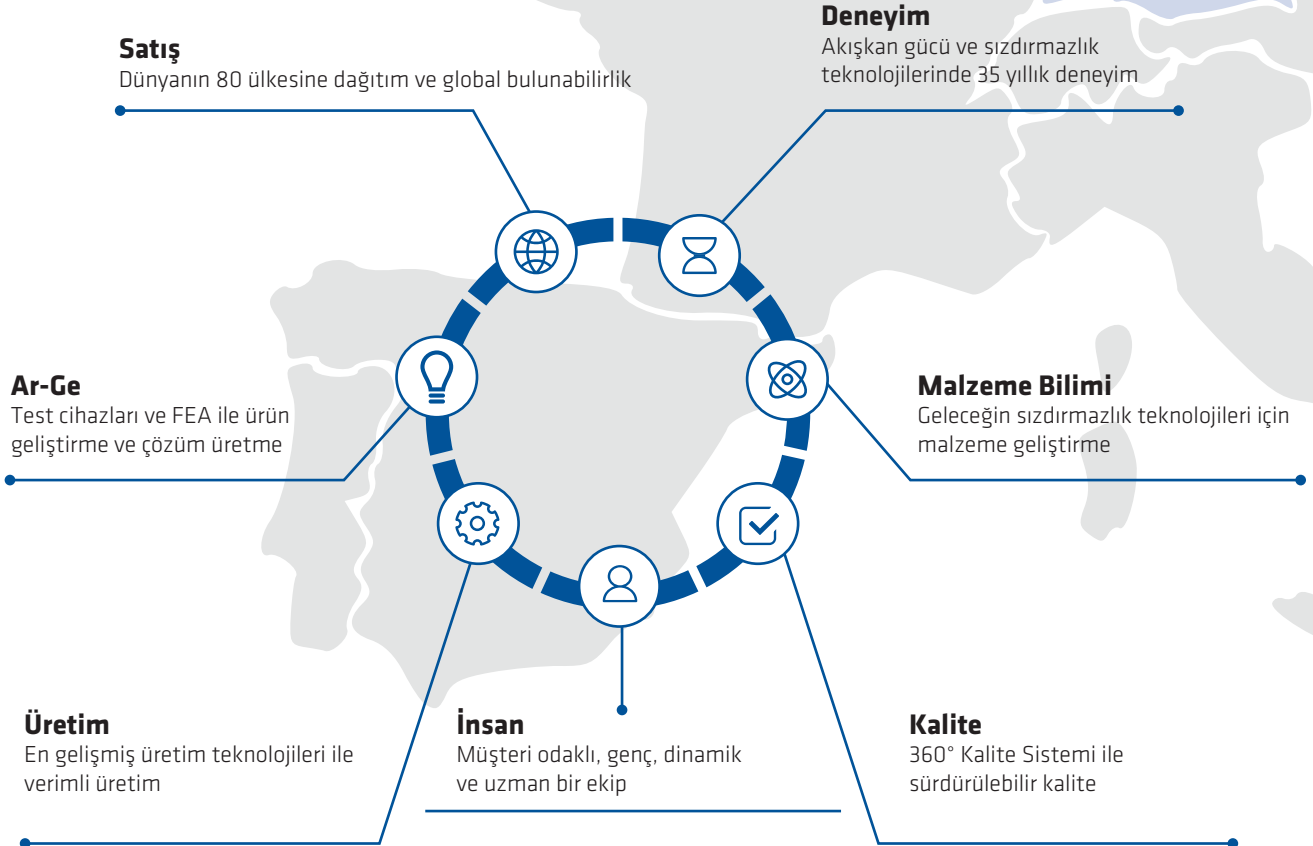 Satış
Dünyanın 80 ülkesine dağıtım ve global bulunabilirlik
Deneyim
Akışkan gücü ve sızdırmazlık
teknolojilerinde 35 yıllık deneyim
Ar-Ge
Test cihazları ve FEA ile ürün
geliştirme ve çözüm üretme
Malzeme Bilimi
Geleceğin sızdırmazlık teknolojileri için
malzeme geliştirme
Üretim
En gelişmiş üretim teknolojileri ile
verimli üretim
İnsan
Müşteri odaklı, genç, dinamik
ve uzman bir ekip
Kalite
360° Kalite Sistemi ile
sürdürülebilir kalite